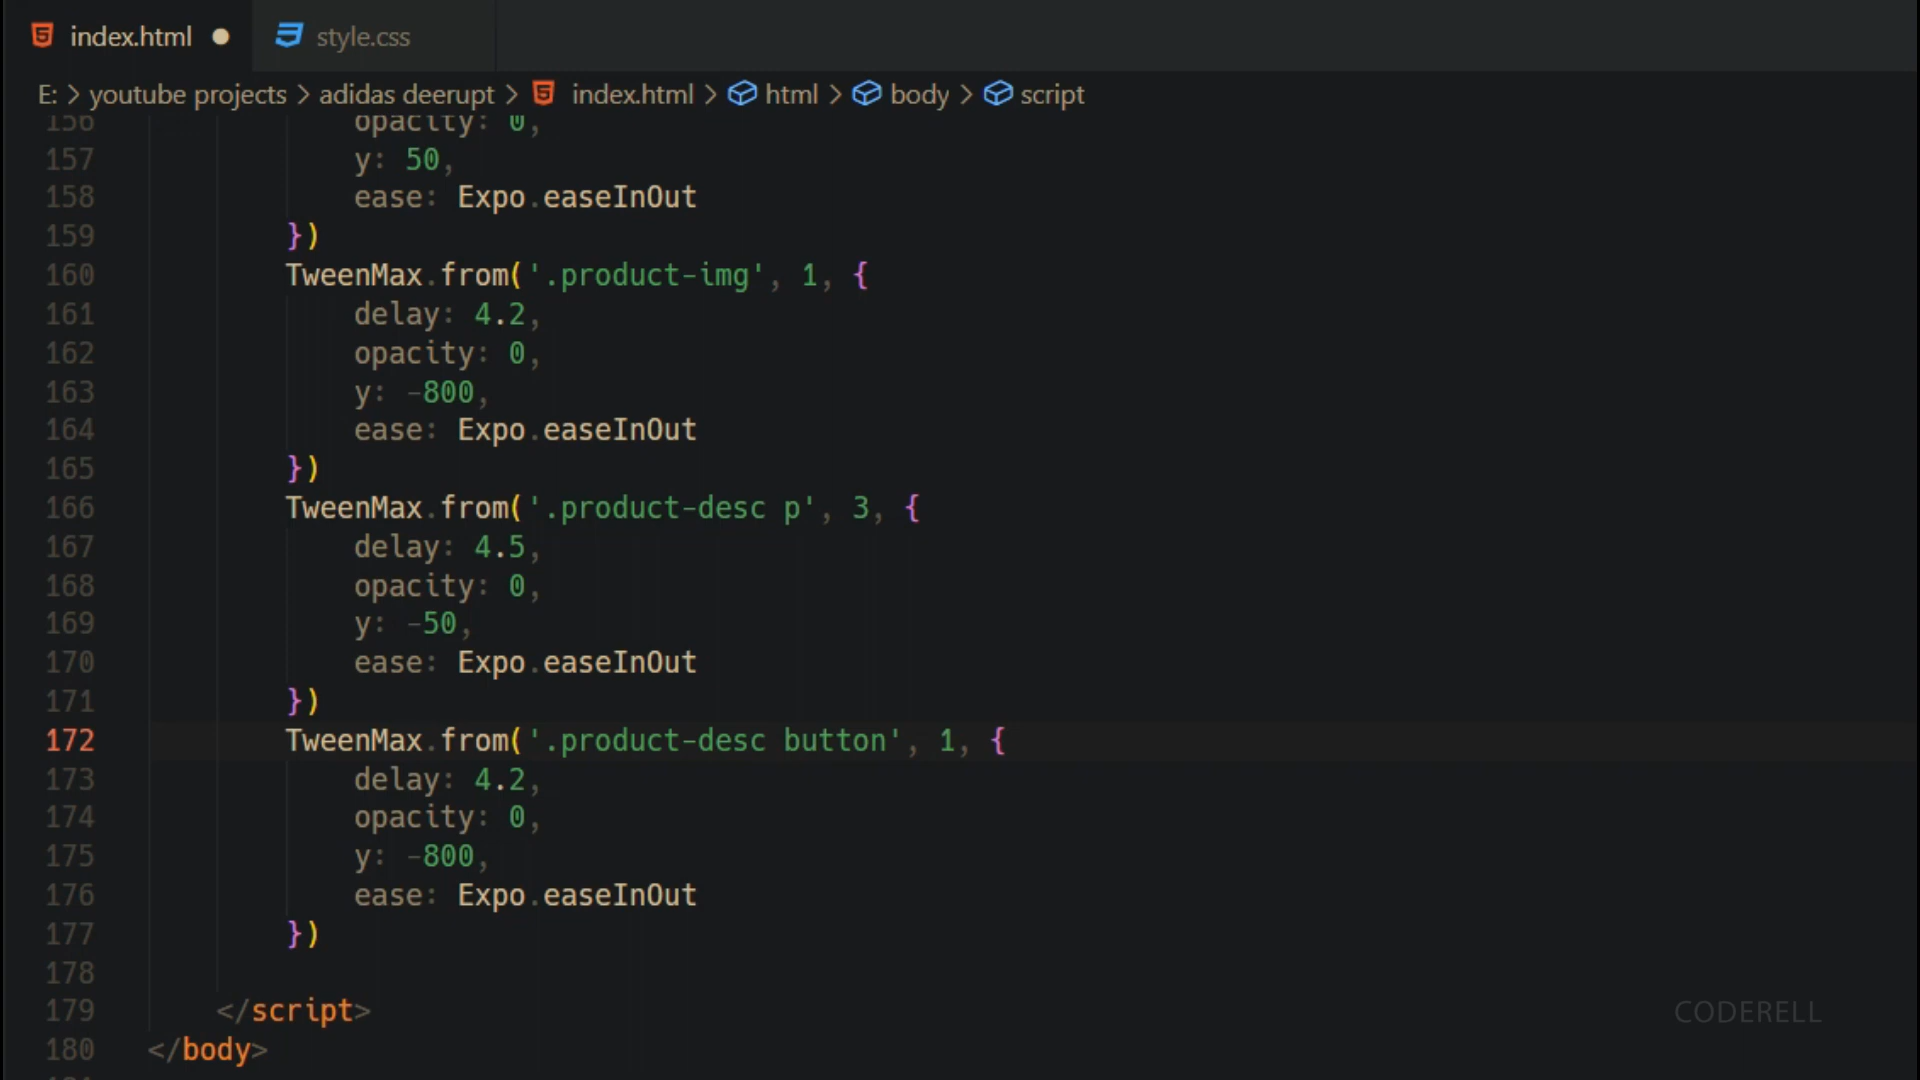 index.html style.css
E: > youtube projects > adidas deerupt > index.html > html > body > script
156 opacity: 0,
157 y: 50,
158 ease: Expo.easeInOut
159 })
160 TweenMax.from('.product-img', 1, {
161 delay: 4.2,
162 opacity: 0,
163 y: -800,
164 ease: Expo.easeInOut
165 })
166 TweenMax.from('.product-desc p', 3, {
167 delay: 4.5,
168 opacity: 0,
169 y: -50,
170 ease: Expo.easeInOut
171 })
172 TweenMax.from('.product-desc button', 1, {
173 delay: 4.2,
174 opacity: 0,
175 y: -800,
176 ease: Expo.easeInOut
177 })
178
179 </script>
180 </body>
CODERELL